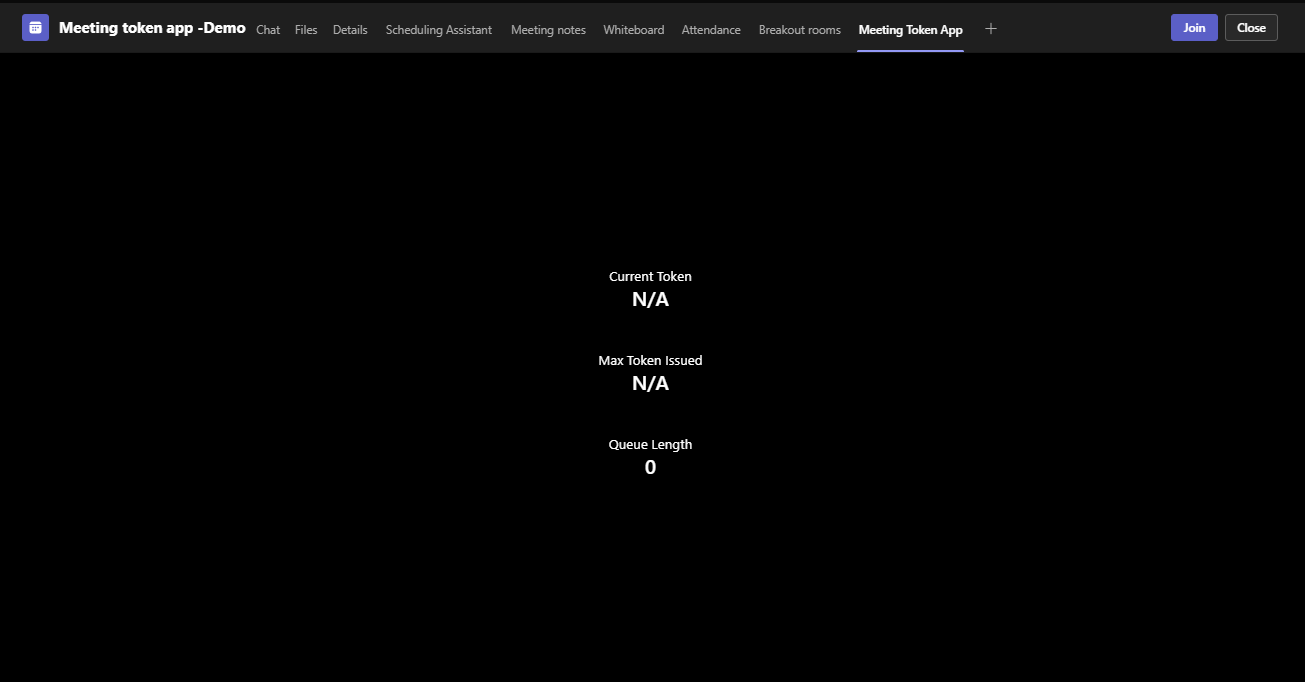 Meeting token app -Demo Chat Files Details Scheduling Assistant Meeting notes Whiteboard Attendance Breakout rooms Meeting Token App + Join Close
Current Token
N/A
Max Token Issued
N/A
Queue Length
0